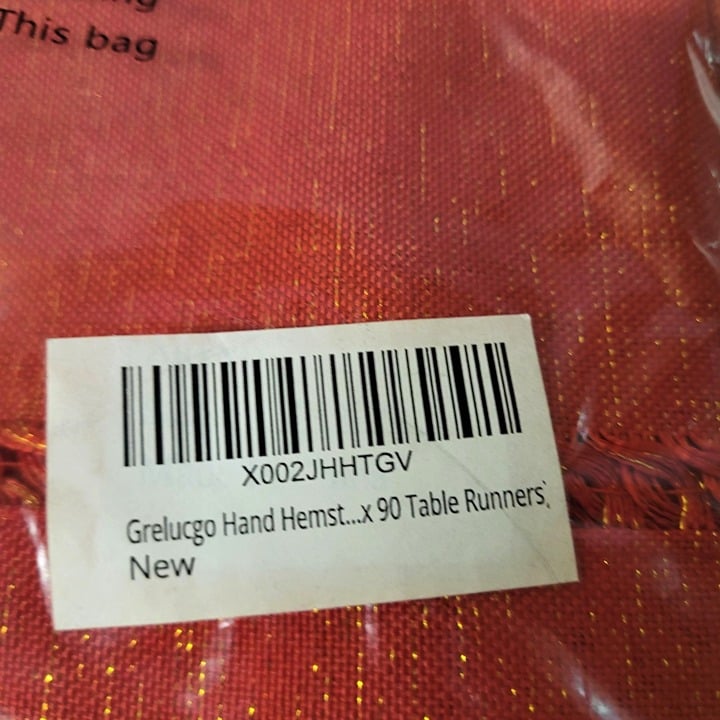 This bag
X002JHHTGV
Grelucgo Hand Hemst...x 90 Table Runners,
New